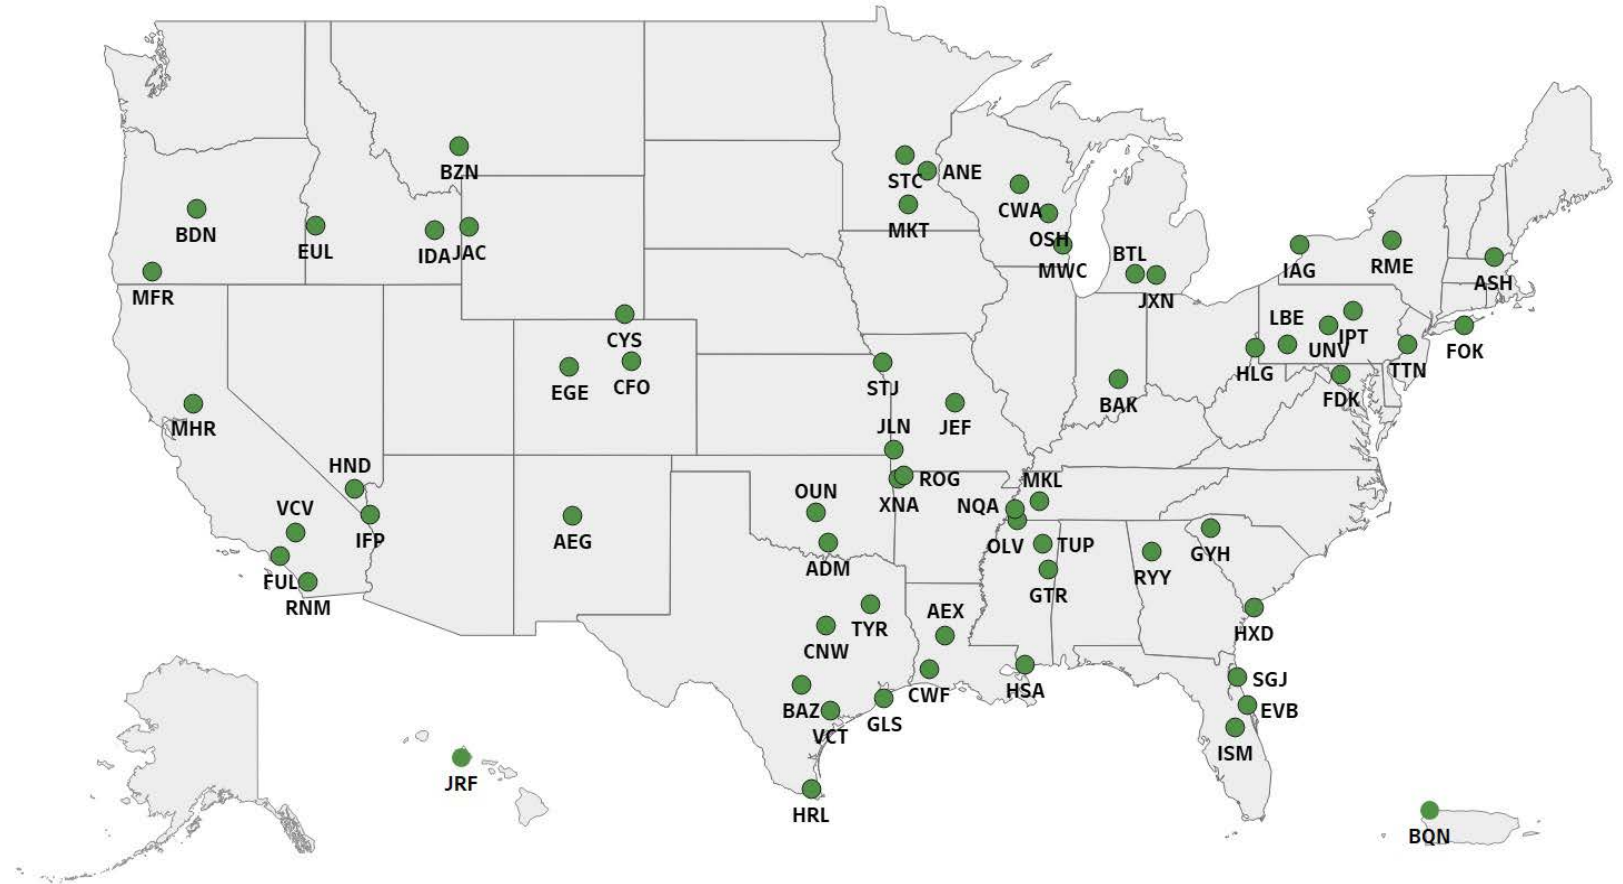 BZN
STC
ANE
CWA
MKT
BDN
EUL
IDA
JAC
OSH
BTL
MWC
IAG
RME
ASH
MFR
JXN
LBE
CYS
IPT
UNV
FOK
HLG
TTN
EGE
CFO
STJ
BAK
FDK
MHR
JLN
JEF
HND
ROG
MKL
OUN
XNA
NQA
VCV
IFP
AEG
OLV
TUP
GYH
FUL
ADM
RYY
RNM
GTR
AEX
TYR
HXD
CNW
SGJ
HSA
CWF
BAZ
EVB
GLS
VCT
ISM
JRF
HRL
BQN